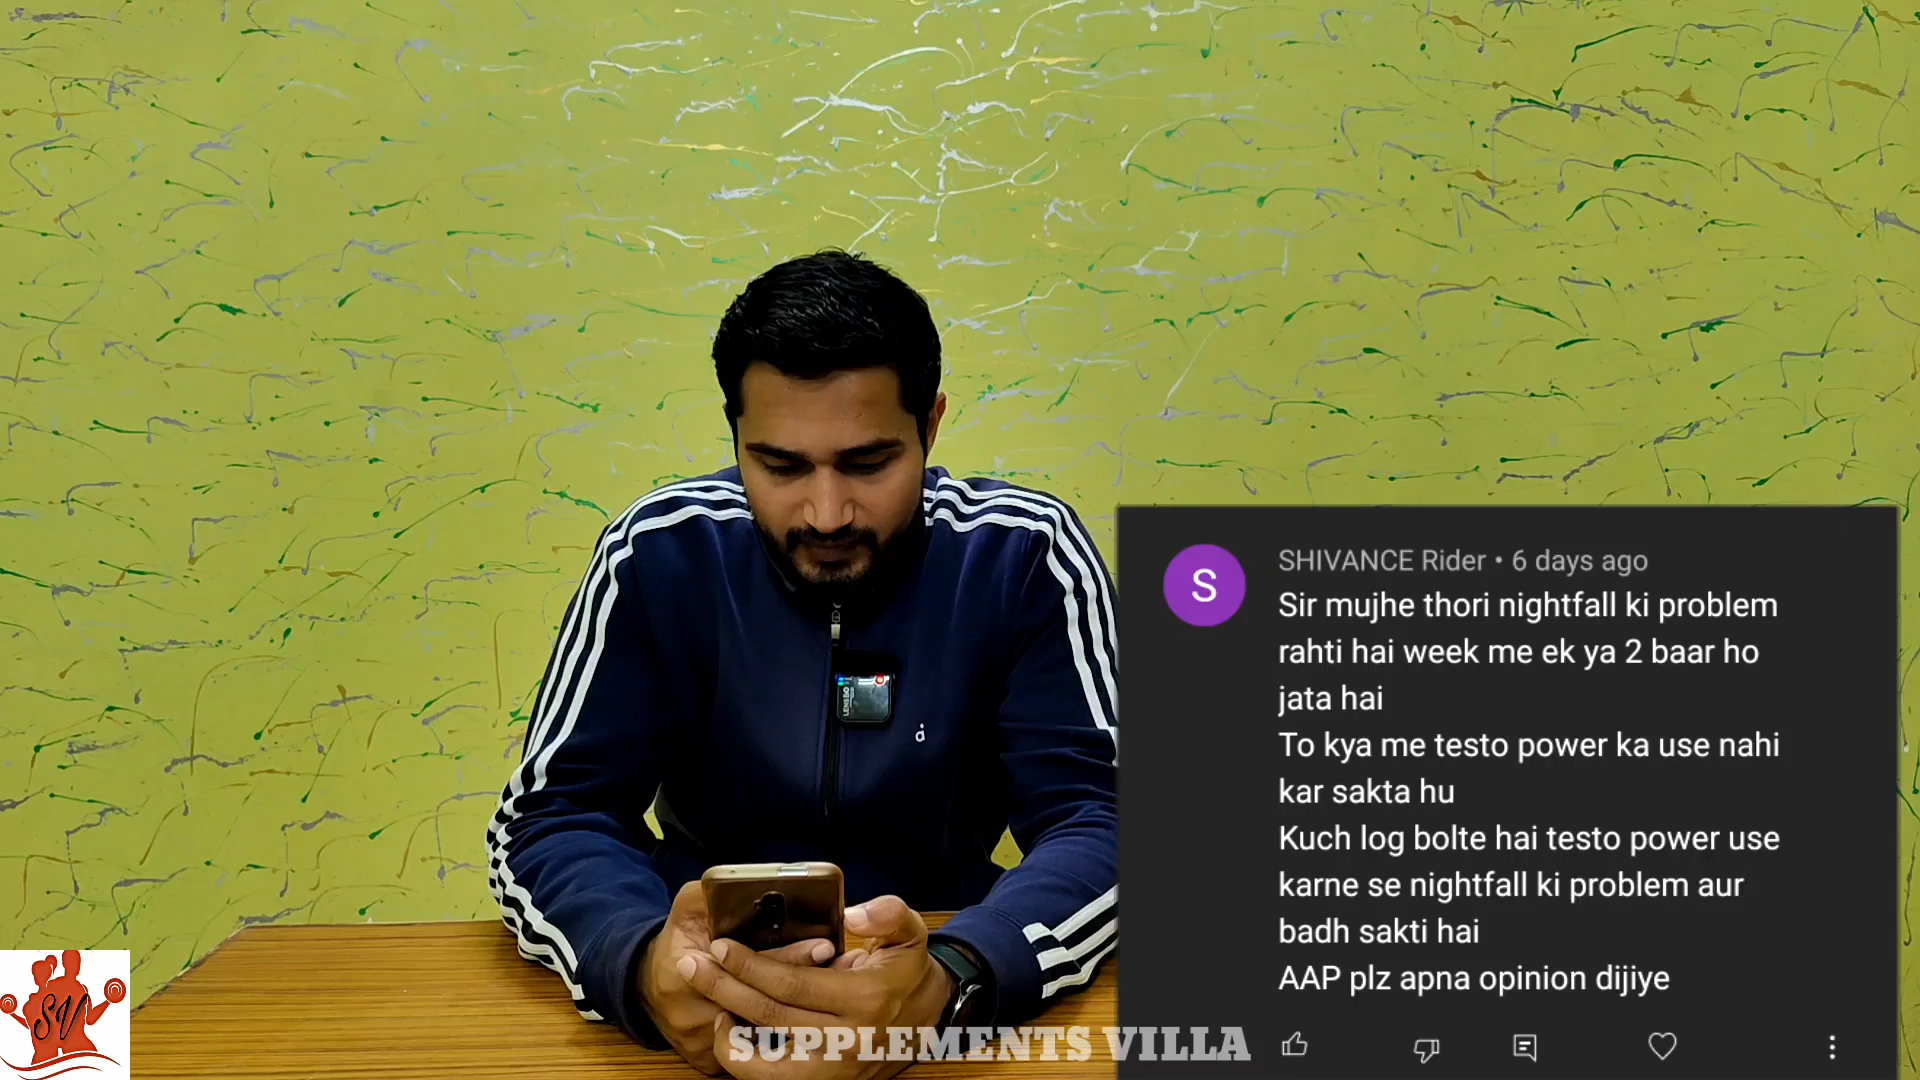 SHIVANCE Rider • 6 days ago
S
Sir mujhe thori nightfall ki problem
rahti hai week me ek ya 2 baar ho
jata hai
To kya me testo power ka use nahi
kar sakta hu
Kuch log bolte hai testo power use
karne se nightfall ki problem aur
badh sakti hai
AAP plz apna opinion dijiye
SUPPLEMENTS VILLA
SV